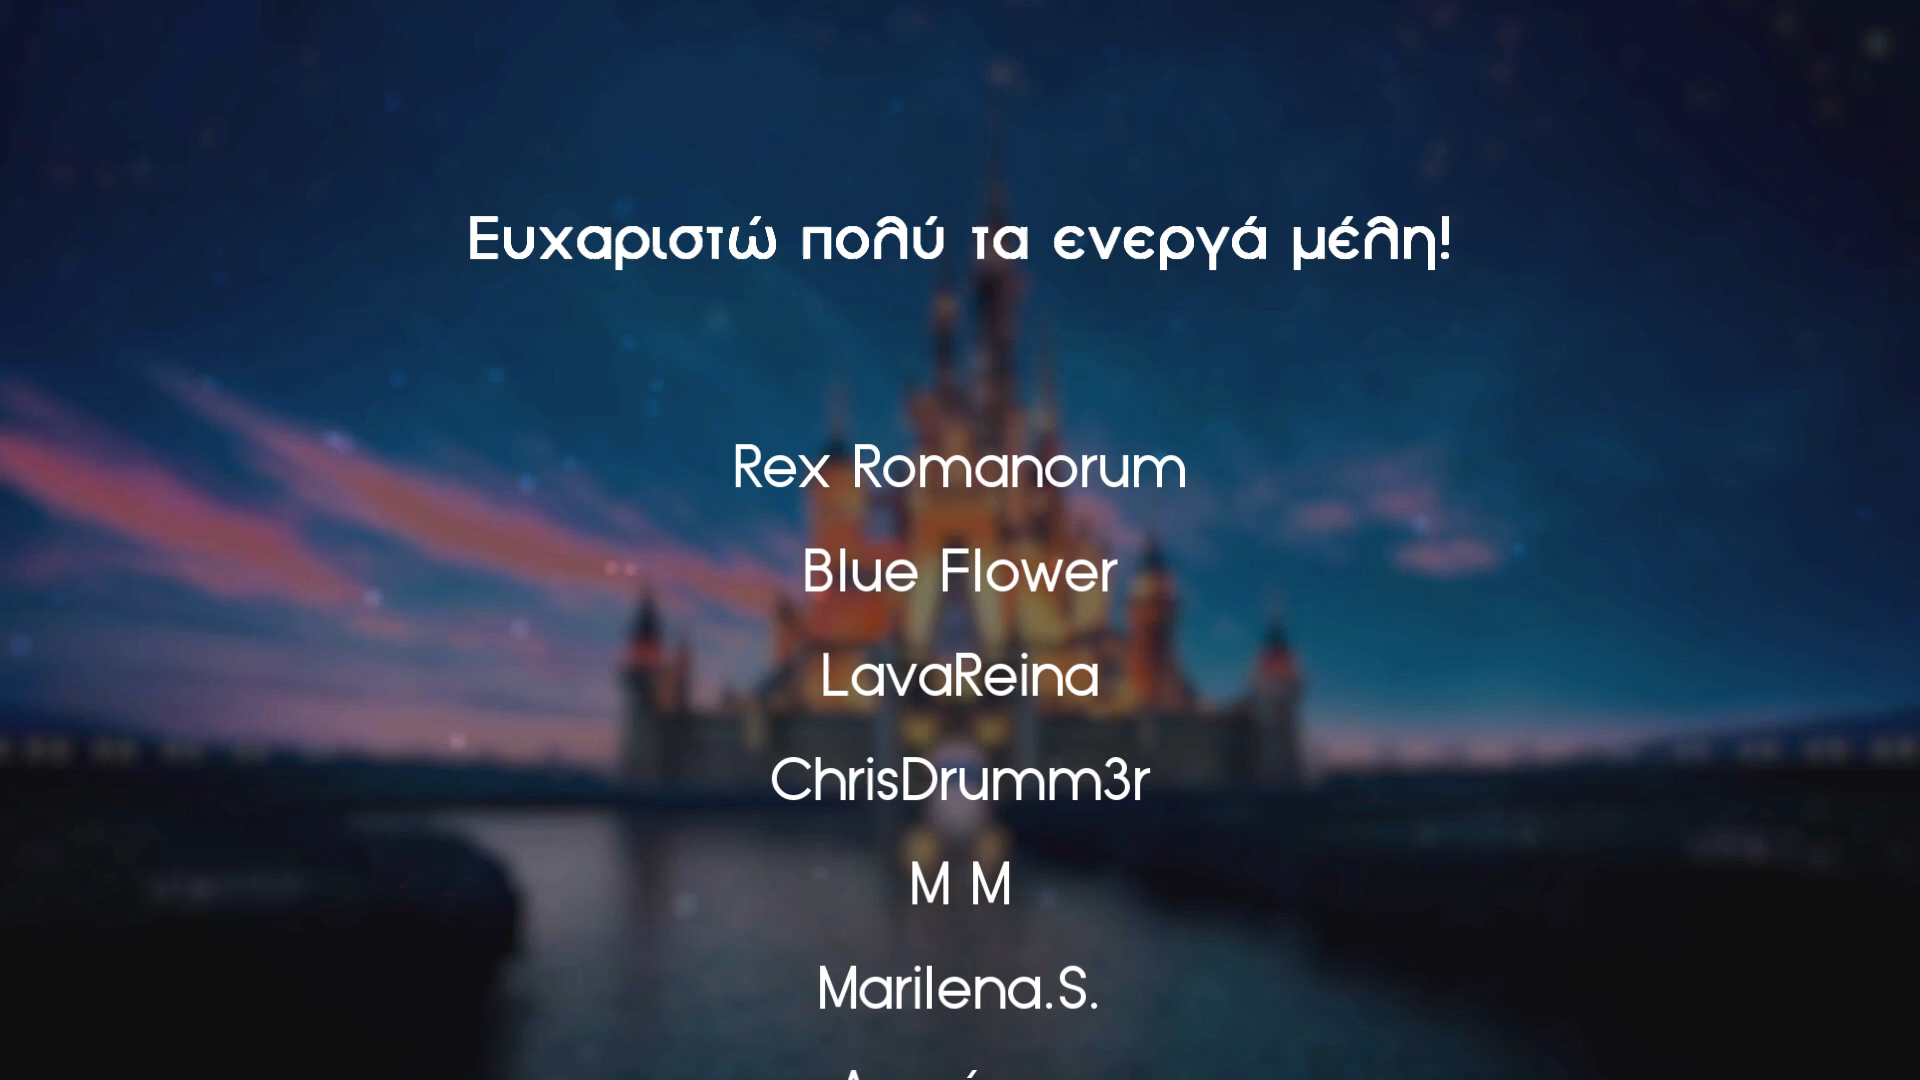 Ευχαριστώ πολύ τα ενεργά μέλη!
Rex Romanorum
Blue Flower
LavaReina
ChrisDrumm3r
M M
Marilena.S.